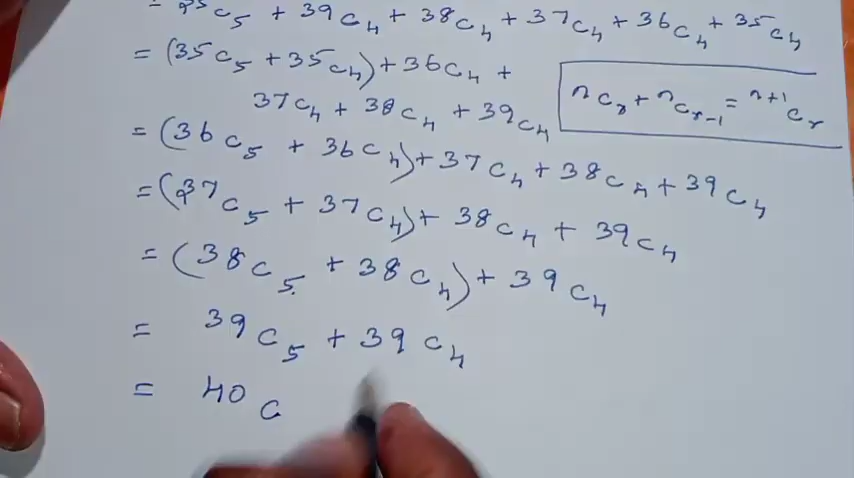 = 35C5 + 39C4 + 38C4 + 37C4 + 36C4 + 35C4
= (35C5 + 35C4) + 36C4 +
37C4 + 38C4 + 39C4
nCr + nCr-1 = n+1Cr
= (36C5 + 36C4) + 37C4 + 38C4 + 39C4
= (37C5 + 37C4) + 38C4 + 39C4
= (38C5 + 38C4) + 39C4
= 39C5 + 39C4
= 40C